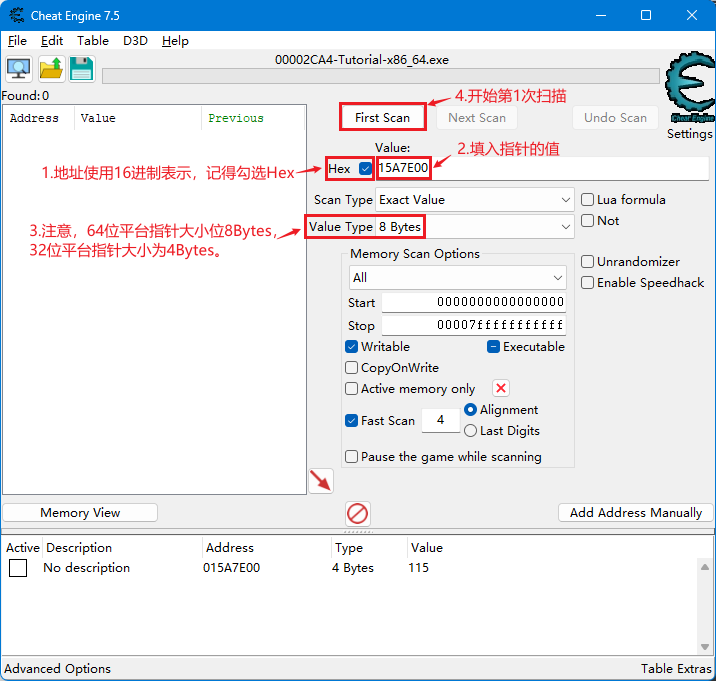 Cheat Engine 7.5
File Edit Table D3D Help
00002CA4-Tutorial-x86_64.exe
Found: 0
Address Value Previous
4.开始第1次扫描
First Scan Next Scan Undo Scan
Cheat Engine
Settings
Value:
2.填入指针的值
1.地址使用16进制表示，记得勾选Hex
Hex 15A7E00
Scan Type Exact Value
Lua formula
Not
3.注意，64位平台指针大小位8Bytes，
32位平台指针大小为4Bytes。
Value Type 8 Bytes
Memory Scan Options
All
Unrandomizer
Enable Speedhack
Start 0000000000000000
Stop 00007fffffffffff
Writable Executable
CopyOnWrite
Active memory only
Fast Scan 4 Alignment
Last Digits
Pause the game while scanning
Memory View Add Address Manually
Active Description Address Type Value
No description 015A7E00 4 Bytes 115
Advanced Options Table Extras